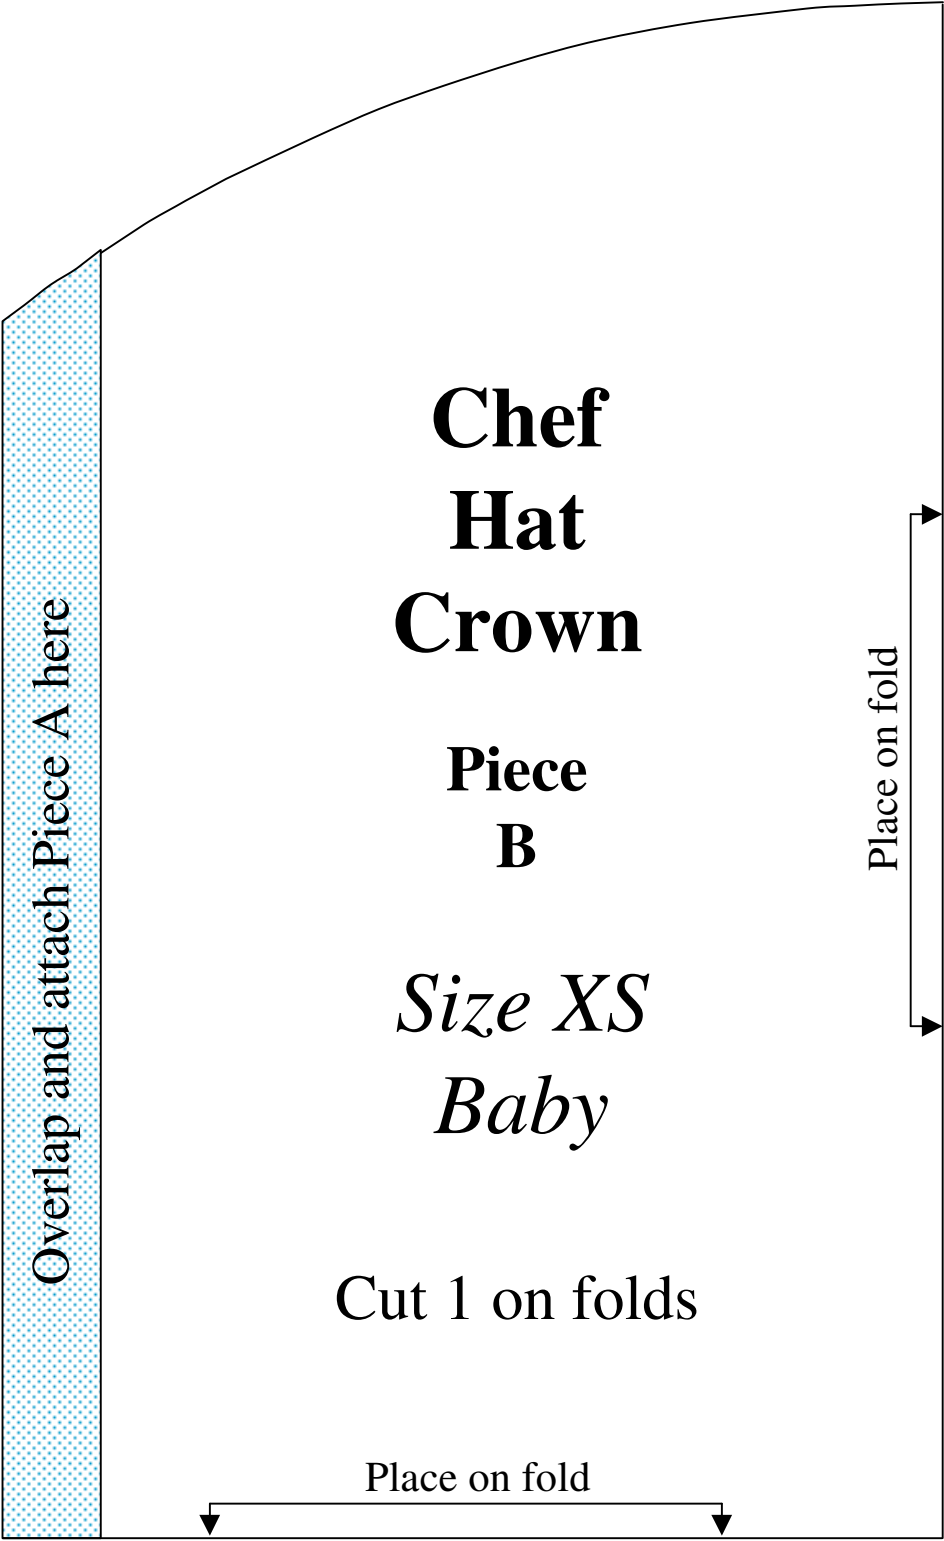 Chef
Hat
Crown
Piece
B
Size XS
Baby
Cut 1 on folds
Place on fold
Place on fold
Overlap and attach Piece A here